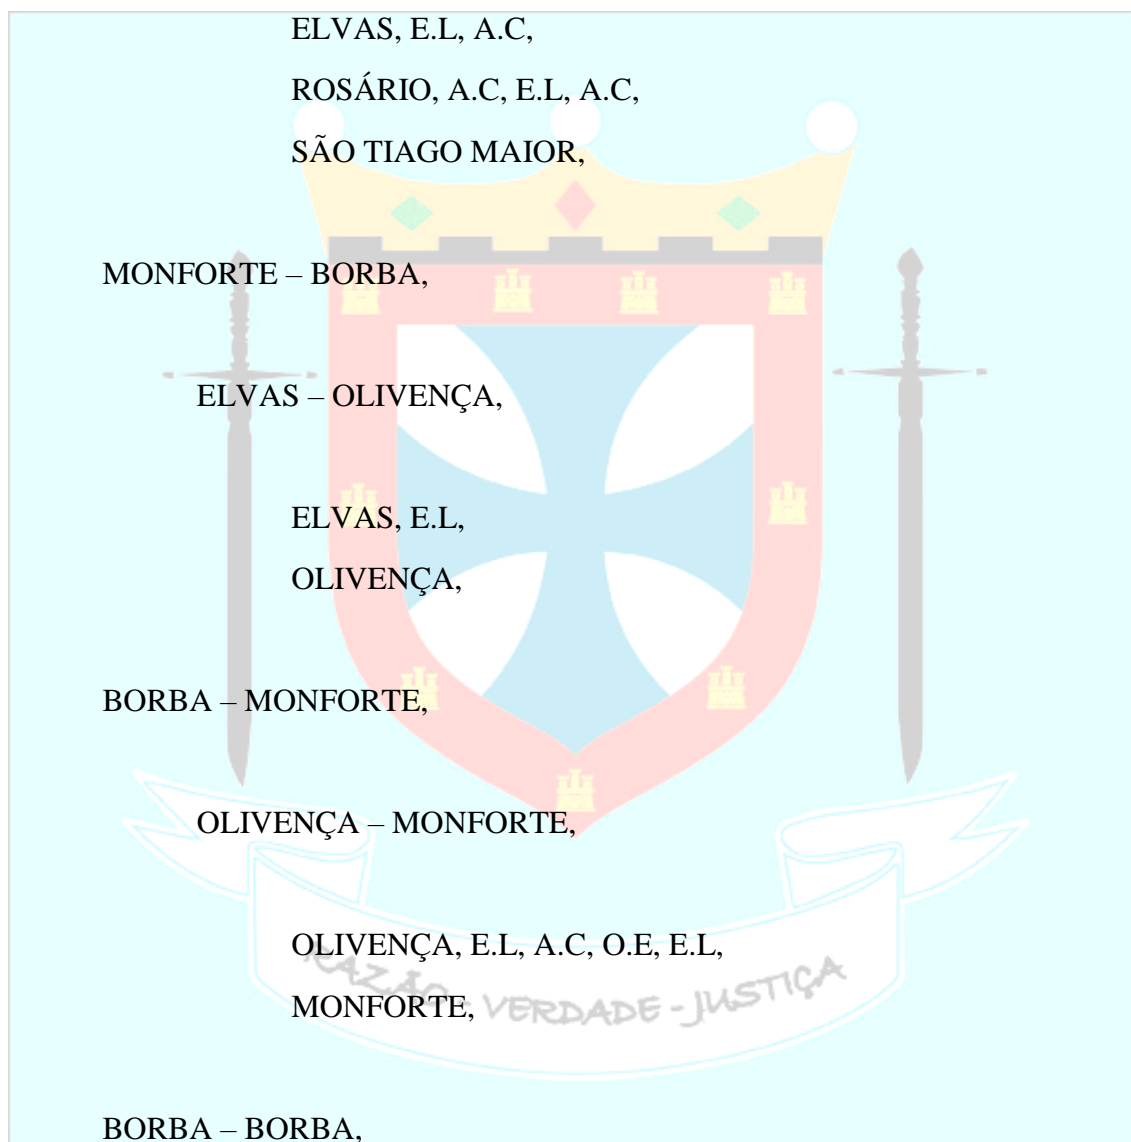 ELVAS, E.L, A.C,
ROSÁRIO, A.C, E.L, A.C,
SÃO TIAGO MAIOR,
MONFORTE – BORBA,
ELVAS – OLIVENÇA,
ELVAS, E.L,
OLIVENÇA,
BORBA – MONFORTE,
OLIVENÇA – MONFORTE,
OLIVENÇA, E.L, A.C, O.E, E.L,
MONFORTE,
RAZÃO - VERDADE - JUSTIÇA
BORBA – BORBA,